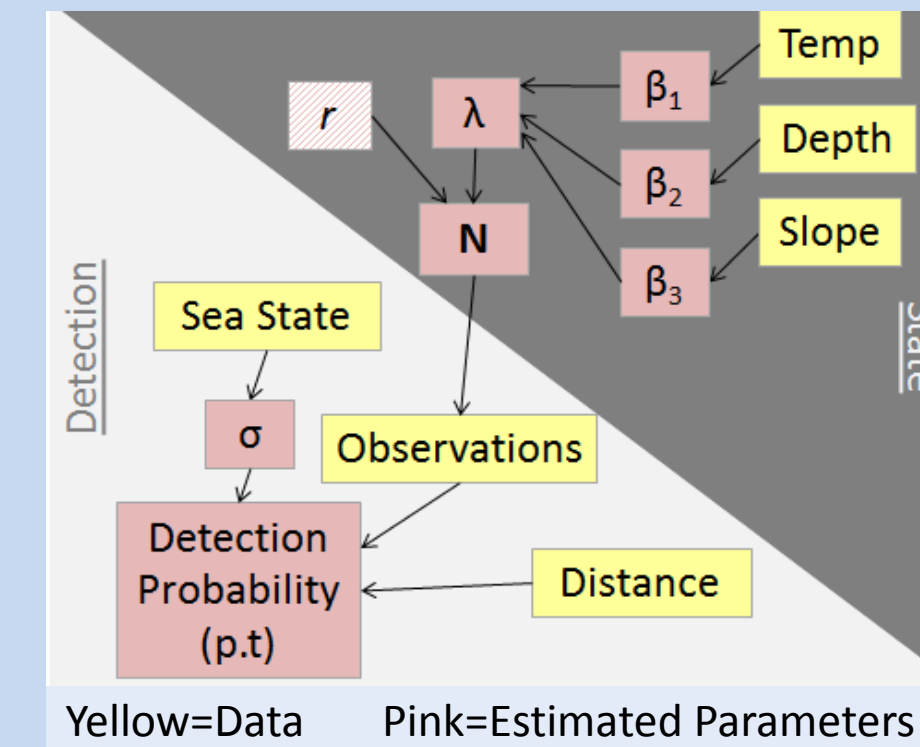 Temp
β₁
λ
r
Depth
β₂
N
Slope
β₃
State
Detection
Sea State
σ
Observations
Detection
Probability
(p.t)
Distance
Yellow=Data Pink=Estimated Parameters